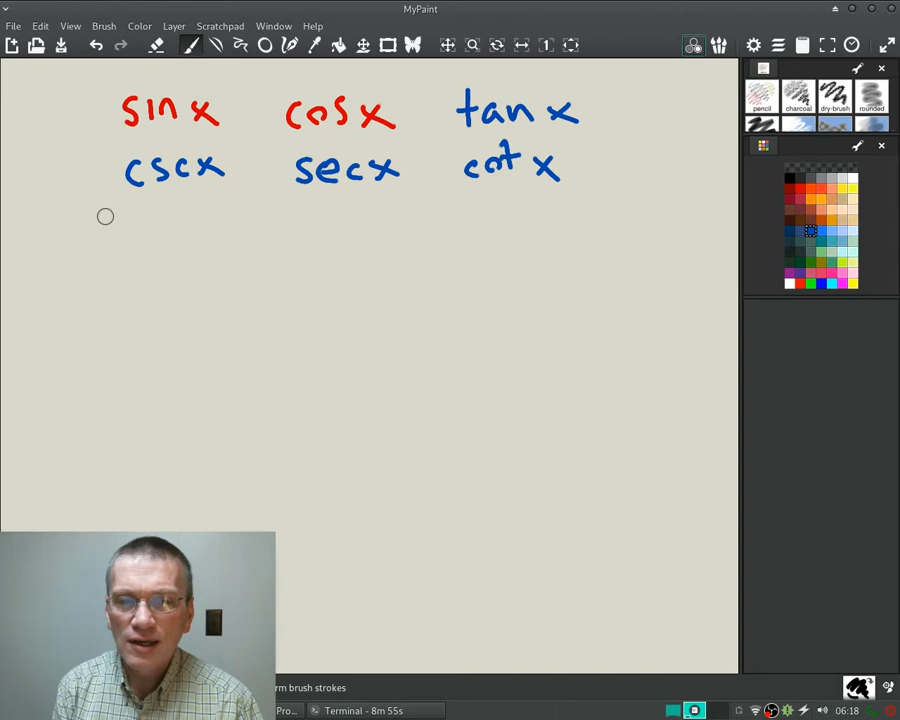 MyPaint
File Edit View Brush Color Layer Scratchpad Window Help
sin x cos x tan x
csc x sec x cot x
pencil charcoal dry-brush rounded
rm brush strokes
Pro... Terminal - 8m 55s 06:18